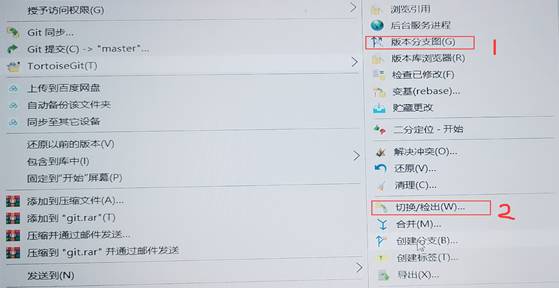 授予访问权限(G)
Git 同步...
Git 提交(C) -> "master"...
TortoiseGit(T)
上传到百度网盘
自动备份该文件夹
同步至其它设备
还原以前的版本(V)
包含到库中(I)
固定到"开始"屏幕(P)
添加到压缩文件(A)...
添加到 "git.rar"(T)
压缩并通过邮件发送...
压缩到 "git.rar" 并通过邮件发送
发送到(N)
浏览引用
后台服务进程
版本分支图(G)
1
版本库浏览器(R)
检查已修改(F)
变基(rebase)...
贮藏更改
二分定位 - 开始
解决冲突(O)...
还原(V)...
清理(C)...
切换/检出(W)...
2
合并(M)...
创建分支(B)...
创建标签(T)...
导出(X)...